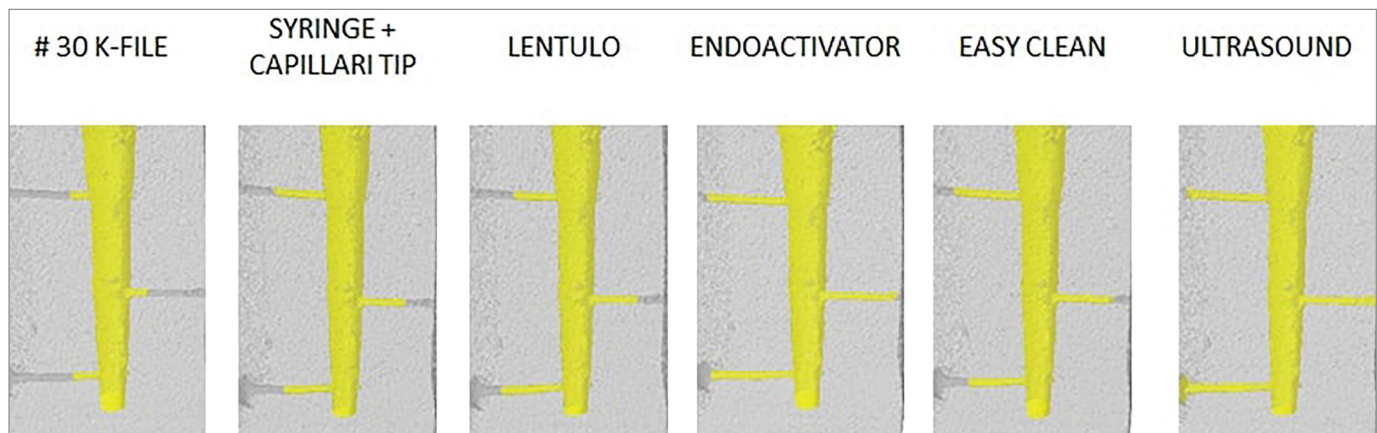 # 30 K-FILE
SYRINGE +
CAPILLARI TIP
LENTULO
ENDOACTIVATOR
EASY CLEAN
ULTRASOUND